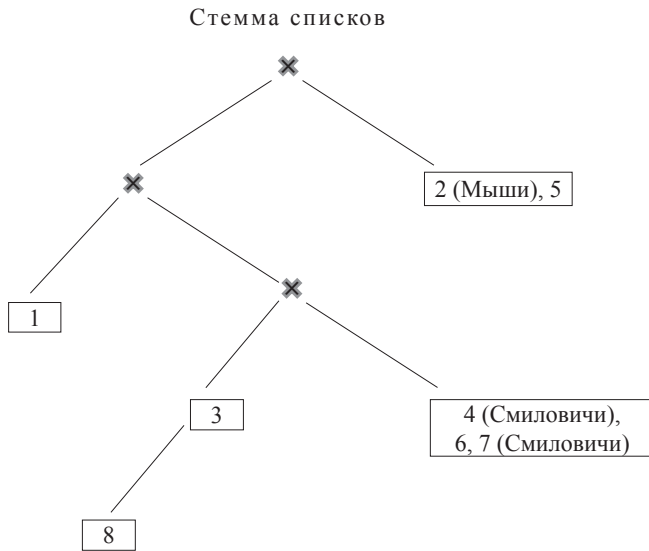 Стемма списков
2 (Мыши), 5
1
3
4 (Смиловичи),
6, 7 (Смиловичи)
8